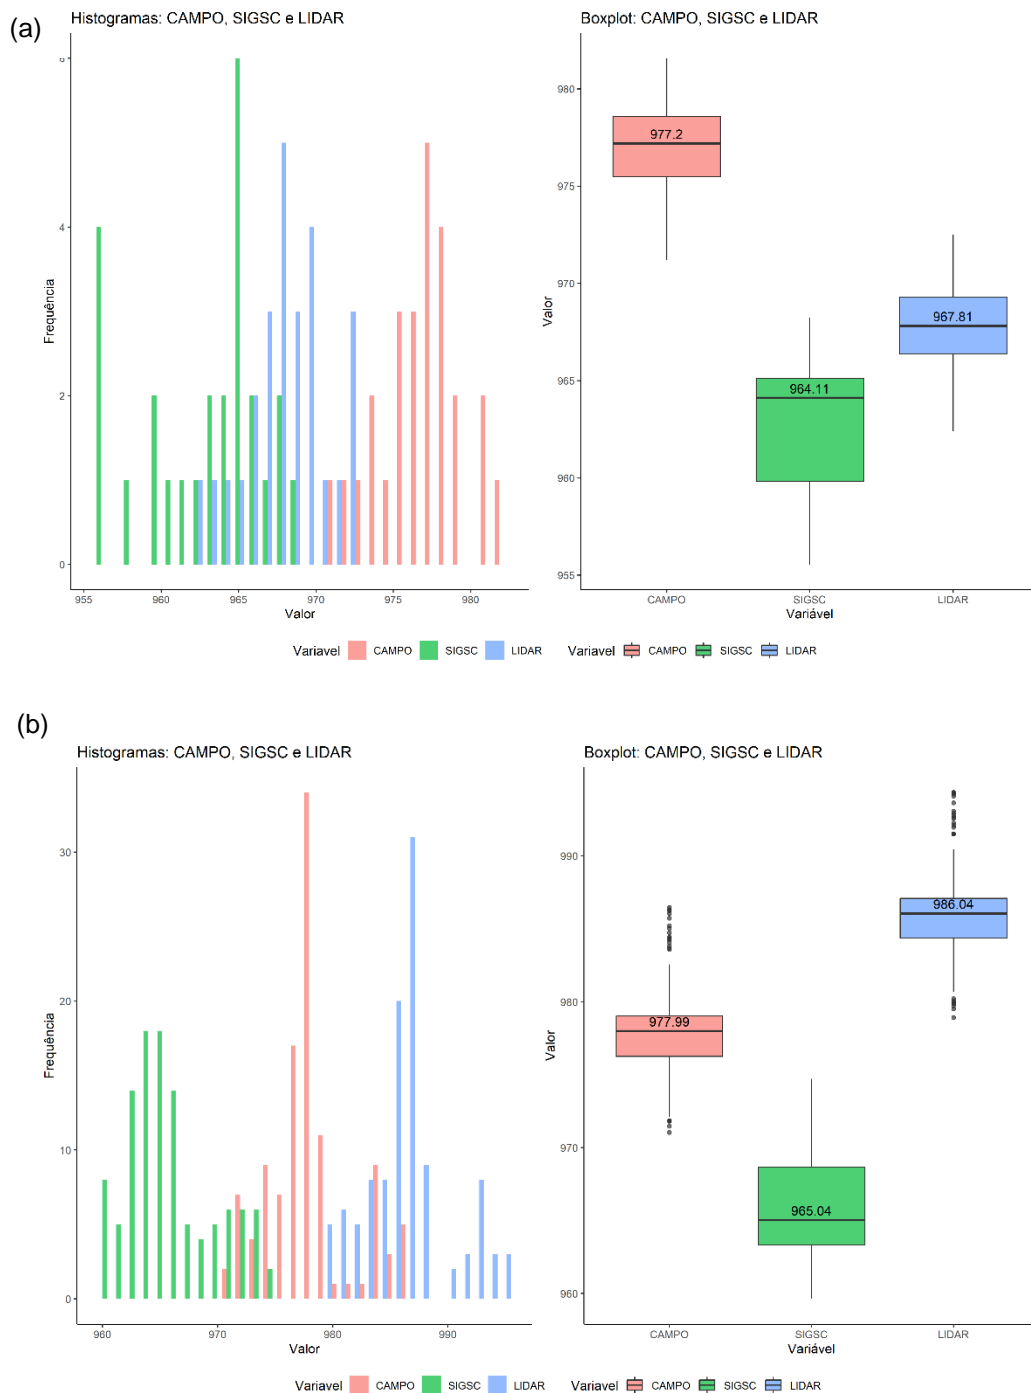 (a)
Histogramas: CAMPO, SIGSC e LIDAR
Frequência
6
4
2
0
955 960 965 970 975 980
Valor
Variavel CAMPO SIGSC LIDAR
Boxplot: CAMPO, SIGSC e LIDAR
Valor
980
975
970
965
960
955
977.2
964.11
967.81
CAMPO SIGSC LIDAR
Variável
Variavel CAMPO SIGSC LIDAR
(b)
Histogramas: CAMPO, SIGSC e LIDAR
Frequência
30
20
10
0
960 970 980 990
Valor
Variavel CAMPO SIGSC LIDAR
Boxplot: CAMPO, SIGSC e LIDAR
Valor
990
980
970
960
977.99
965.04
986.04
CAMPO SIGSC LIDAR
Variável
Variavel CAMPO SIGSC LIDAR